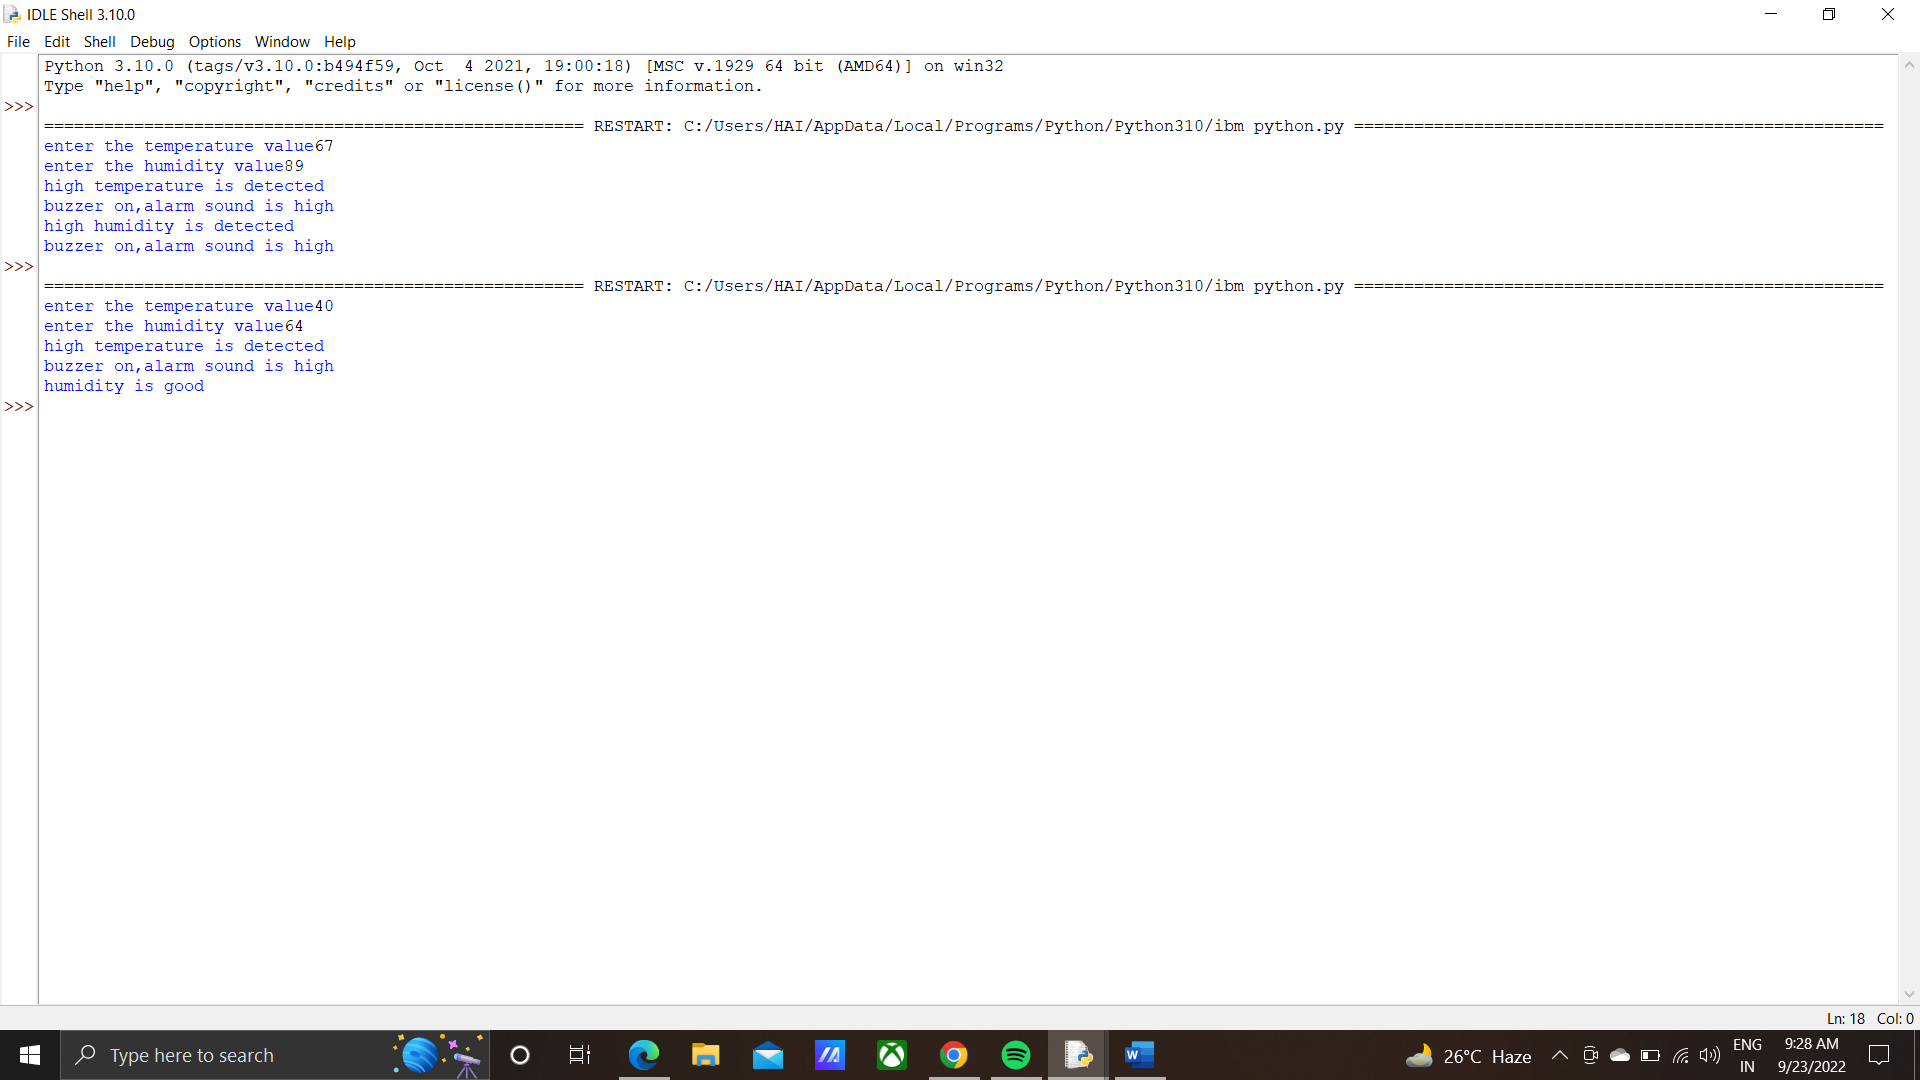 IDLE Shell 3.10.0
File Edit Shell Debug Options Window Help
Python 3.10.0 (tags/v3.10.0:b494f59, Oct  4 2021, 19:00:18) [MSC v.1929 64 bit (AMD64)] on win32
Type "help", "copyright", "credits" or "license()" for more information.
>>>
====================================================== RESTART: C:/Users/HAI/AppData/Local/Programs/Python/Python310/ibm python.py =====================================================
enter the temperature value67
enter the humidity value89
high temperature is detected
buzzer on,alarm sound is high
high humidity is detected
buzzer on,alarm sound is high
>>>
====================================================== RESTART: C:/Users/HAI/AppData/Local/Programs/Python/Python310/ibm python.py =====================================================
enter the temperature value40
enter the humidity value64
high temperature is detected
buzzer on,alarm sound is high
humidity is good
>>>
Ln: 18 Col: 0
Type here to search
26°C Haze
ENG
IN
9:28 AM
9/23/2022